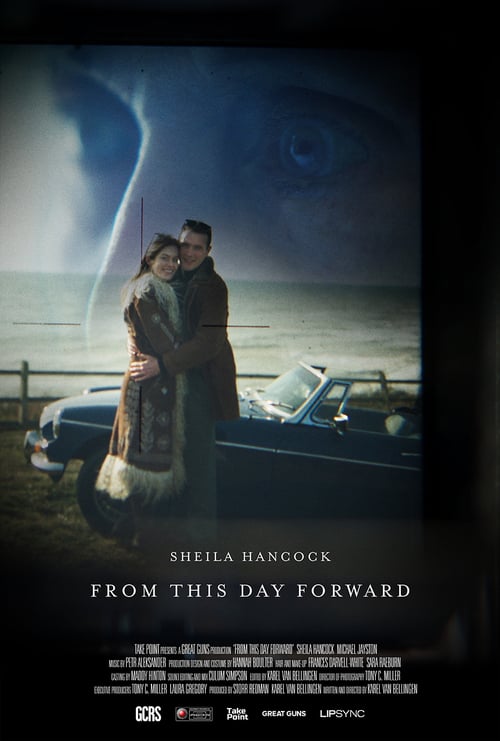 SHEILA HANCOCK
FROM THIS DAY FORWARD
TAKE POINT PRESENTS A GREAT GUNS PRODUCTION "FROM THIS DAY FORWARD" SHEILA HANCOCK MICHAEL JAYSTON
MUSIC BY PETR ALEKSANDER PRODUCTION DESIGN AND COSTUME BY HANNAH BOULTER HAIR AND MAKE-UP FRANCES DARVELL-WHITE SARA RAEBURN
CASTING BY MADDY HINTON SOUND EDITING AND MIX CULUM SIMPSON EDITED BY KAREL VAN BELLINGEN DIRECTOR OF PHOTOGRAPHY TONY C. MILLER
EXECUTIVE PRODUCERS TONY C. MILLER LAURA GREGORY PRODUCED BY STORR REDMAN KAREL VAN BELLINGEN WRITTEN AND DIRECTED BY KAREL VAN BELLINGEN
GCRS Take Point GREAT GUNS LIPSYNC